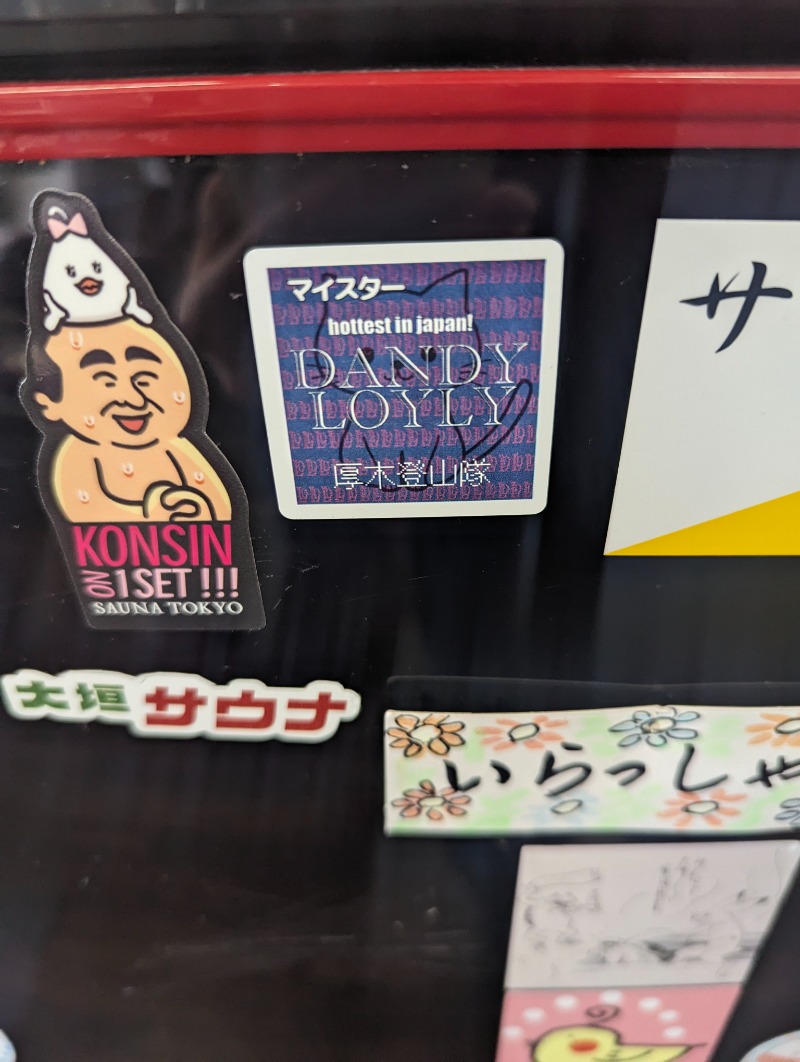 マイスター
hottest in japan!
DANDY
LOYLY
厚木登山隊
サ
KONSIN
NO 1SET!!!
SAUNA TOKYO
大垣サウナ
いらっしゃ